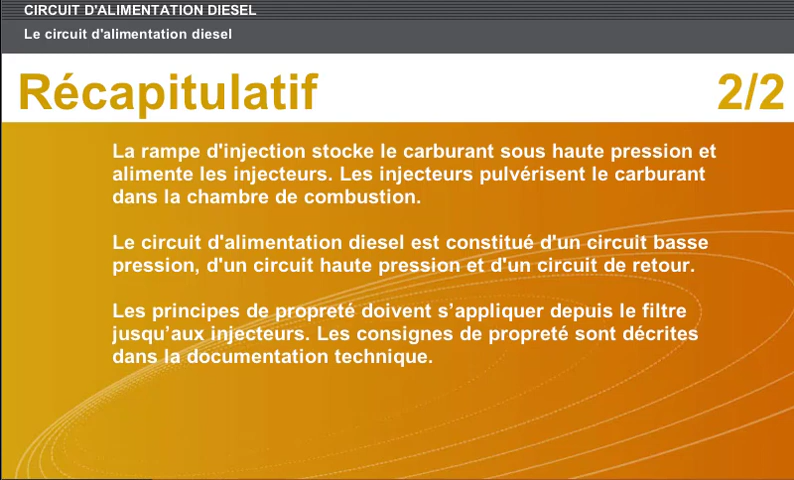 CIRCUIT D'ALIMENTATION DIESEL
Le circuit d'alimentation diesel
Récapitulatif 2/2
La rampe d'injection stocke le carburant sous haute pression et
alimente les injecteurs. Les injecteurs pulvérisent le carburant
dans la chambre de combustion.
Le circuit d'alimentation diesel est constitué d'un circuit basse
pression, d'un circuit haute pression et d'un circuit de retour.
Les principes de propreté doivent s’appliquer depuis le filtre
jusqu’aux injecteurs. Les consignes de propreté sont décrites
dans la documentation technique.